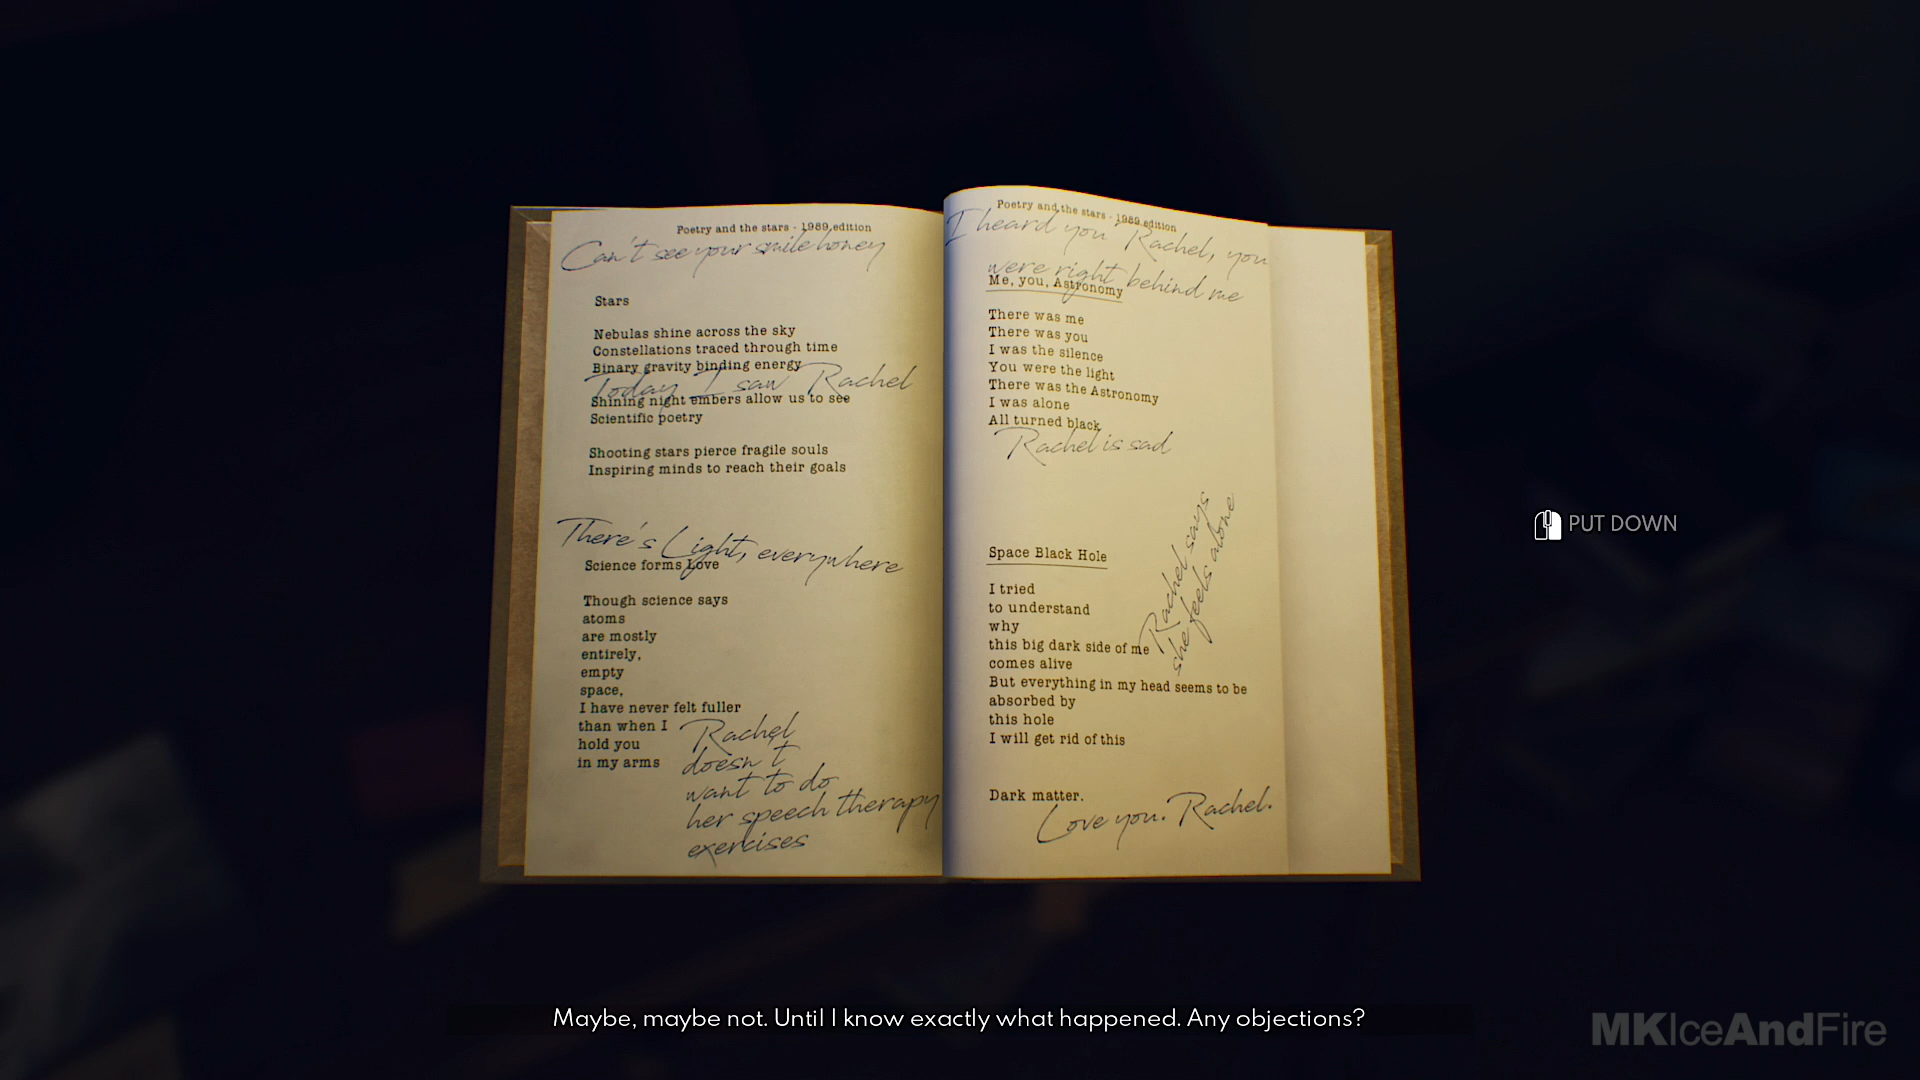 Poetry and the stars - 1989 edition
Can't see your smile honey
Stars
Nebulas shine across the sky
Constellations traced through time
Binary gravity binding energy
Today I saw Rachel
Shining night embers allow us to see
Scientific poetry
Shooting stars pierce fragile souls
Inspiring minds to reach their goals
There's Light, everywhere
Science forms Love
Though science says
atoms
are mostly
entirely,
empty
space,
I have never felt fuller
than when I
hold you
in my arms
Rachel
doesn't
want to do
her speech therapy
exercises
Poetry and the stars - 1989 edition
I heard you Rachel, you
were right behind me
Me, you, Astronomy
There was me
There was you
I was the silence
You were the light
There was the Astronomy
I was alone
All turned black
Rachel is sad
Rachel says
she feels alone
Space Black Hole
I tried
to understand
why
this big dark side of me
comes alive
But everything in my head seems to be
absorbed by
this hole
I will get rid of this
Dark matter.
Love you. Rachel.
PUT DOWN
Maybe, maybe not. Until I know exactly what happened. Any objections?
MKIceAndFire